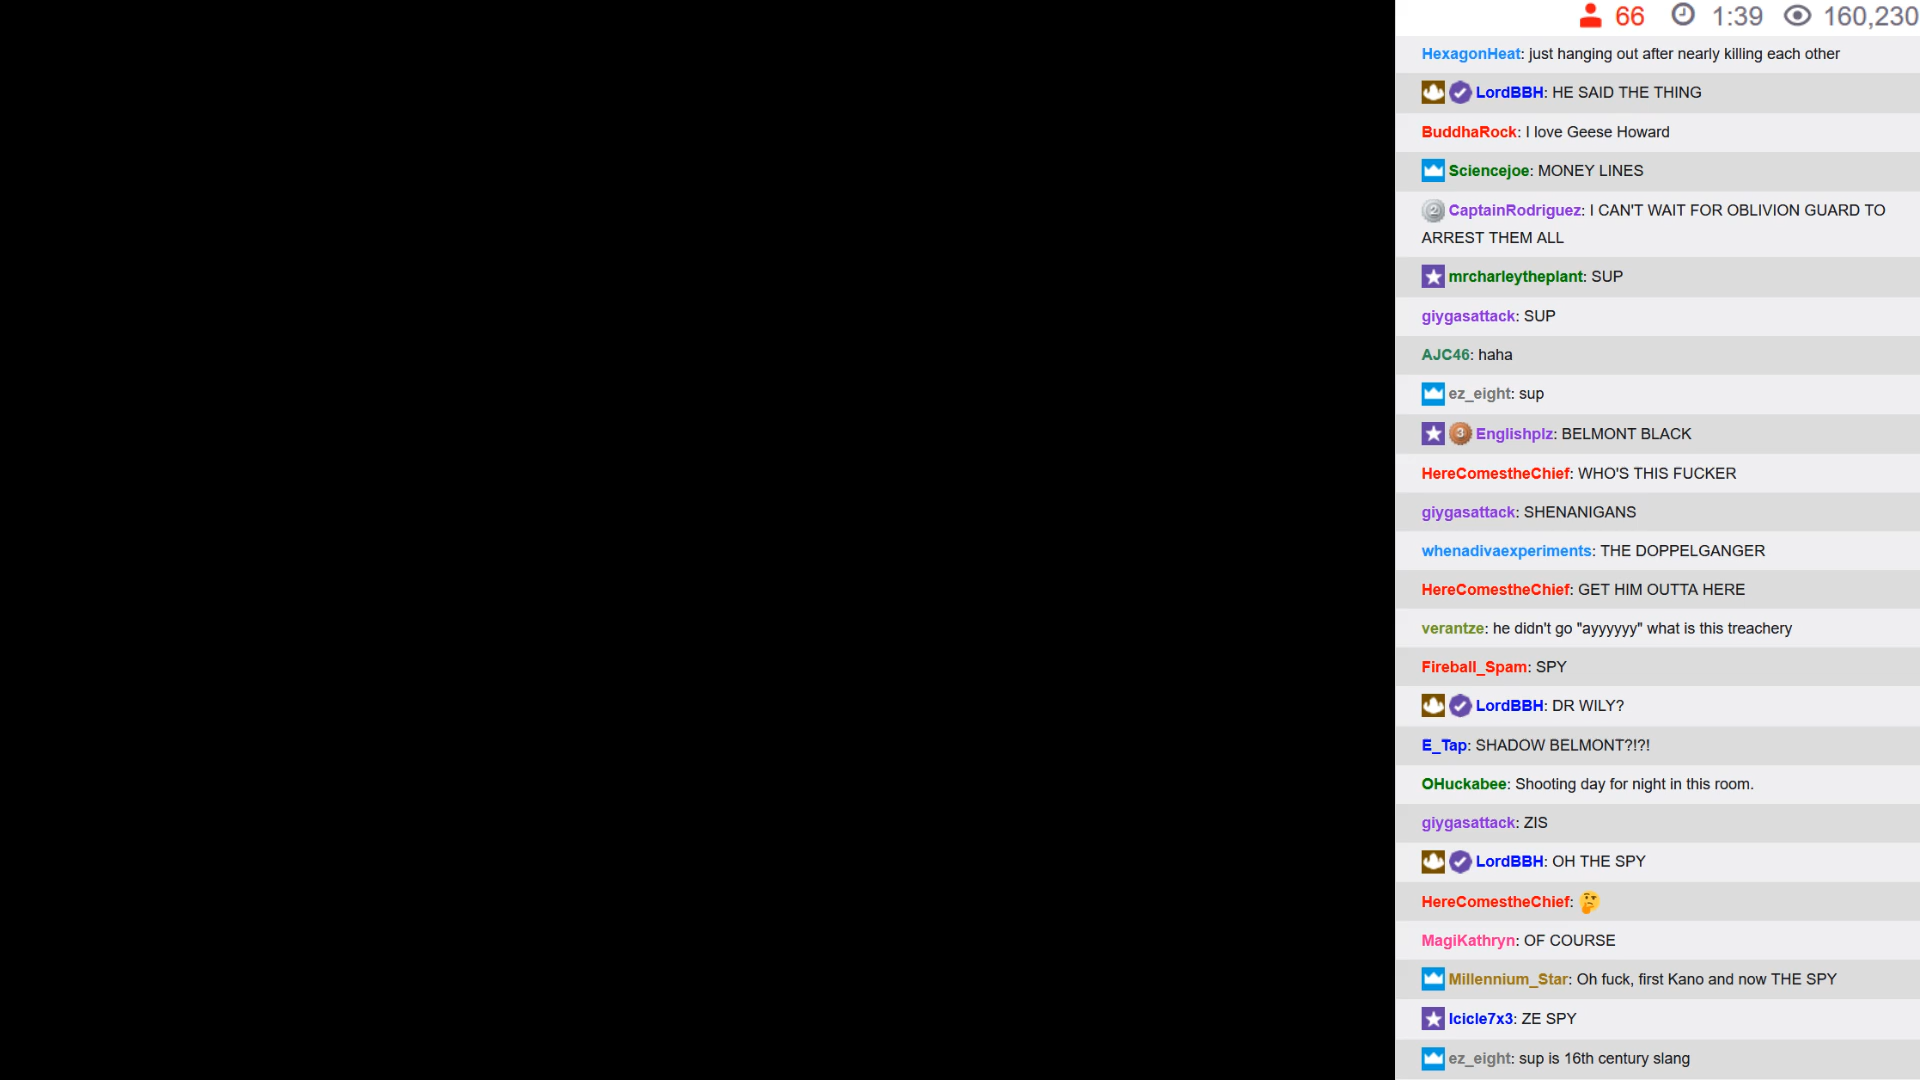 66 1:39 160,230
HexagonHeat: just hanging out after nearly killing each other
LordBBH: HE SAID THE THING
BuddhaRock: I love Geese Howard
Sciencejoe: MONEY LINES
2 CaptainRodriguez: I CAN'T WAIT FOR OBLIVION GUARD TO
ARREST THEM ALL
mrcharleytheplant: SUP
giygasattack: SUP
AJC46: haha
ez_eight: sup
3 Englishplz: BELMONT BLACK
HereComestheChief: WHO'S THIS FUCKER
giygasattack: SHENANIGANS
whenadivaexperiments: THE DOPPELGANGER
HereComestheChief: GET HIM OUTTA HERE
verantze: he didn't go "ayyyyyy" what is this treachery
Fireball_Spam: SPY
LordBBH: DR WILY?
E_Tap: SHADOW BELMONT?!?!
OHuckabee: Shooting day for night in this room.
giygasattack: ZIS
LordBBH: OH THE SPY
HereComestheChief: 🤔
MagiKathryn: OF COURSE
Millennium_Star: Oh fuck, first Kano and now THE SPY
Icicle7x3: ZE SPY
ez_eight: sup is 16th century slang